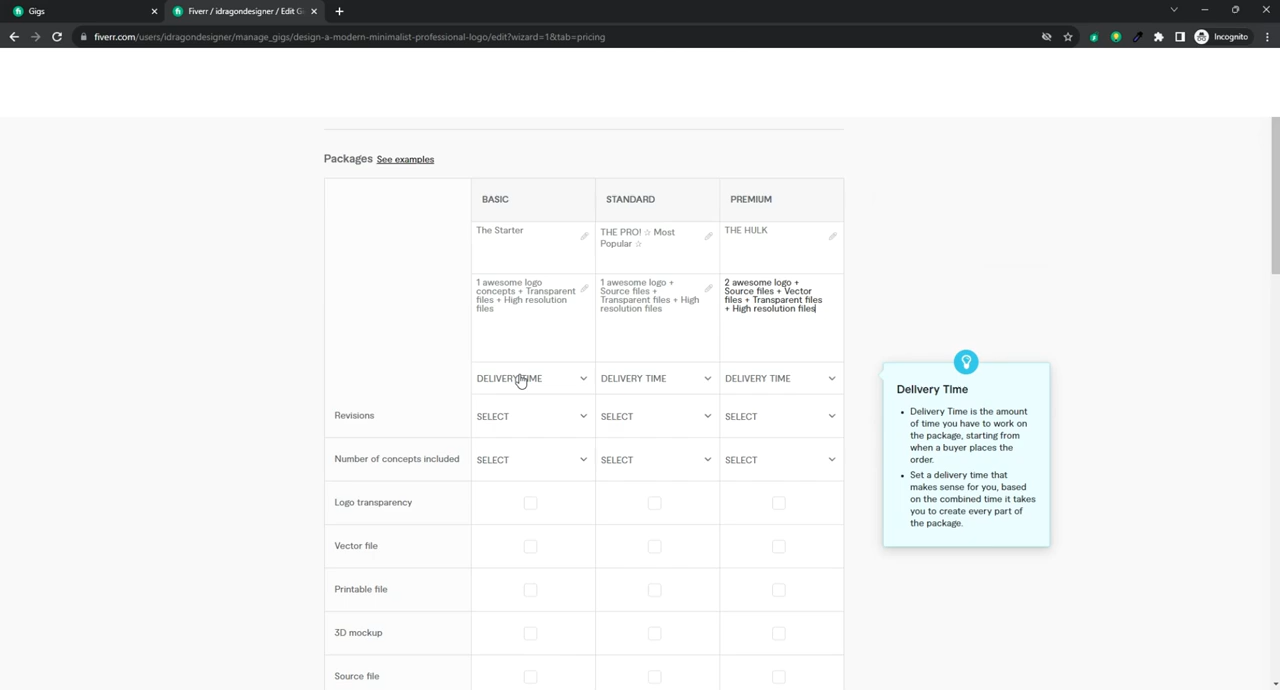 Gigs
Fiverr / idragondesigner / Edit G
fiverr.com/users/idragondesigner/manage_gigs/design-a-modern-minimalist-professional-logo/edit?wizard=1&tab=pricing
Incognito
Packages See examples
BASIC STANDARD PREMIUM
The Starter
THE PRO! ☆ Most
Popular ☆
THE HULK
1 awesome logo
concepts + Transparent
files + High resolution
files
1 awesome logo +
Source files +
Transparent files + High
resolution files
2 awesome logo +
Source files + Vector
files + Transparent files
+ High resolution files
DELIVERY TIME DELIVERY TIME DELIVERY TIME
Revisions SELECT SELECT SELECT
Number of concepts included SELECT SELECT SELECT
Logo transparency
Vector file
Printable file
3D mockup
Source file
Delivery Time
• Delivery Time is the amount
of time you have to work on
the package, starting from
when a buyer places the
order.
• Set a delivery time that
makes sense for you, based
on the combined time it takes
you to create every part of
the package.